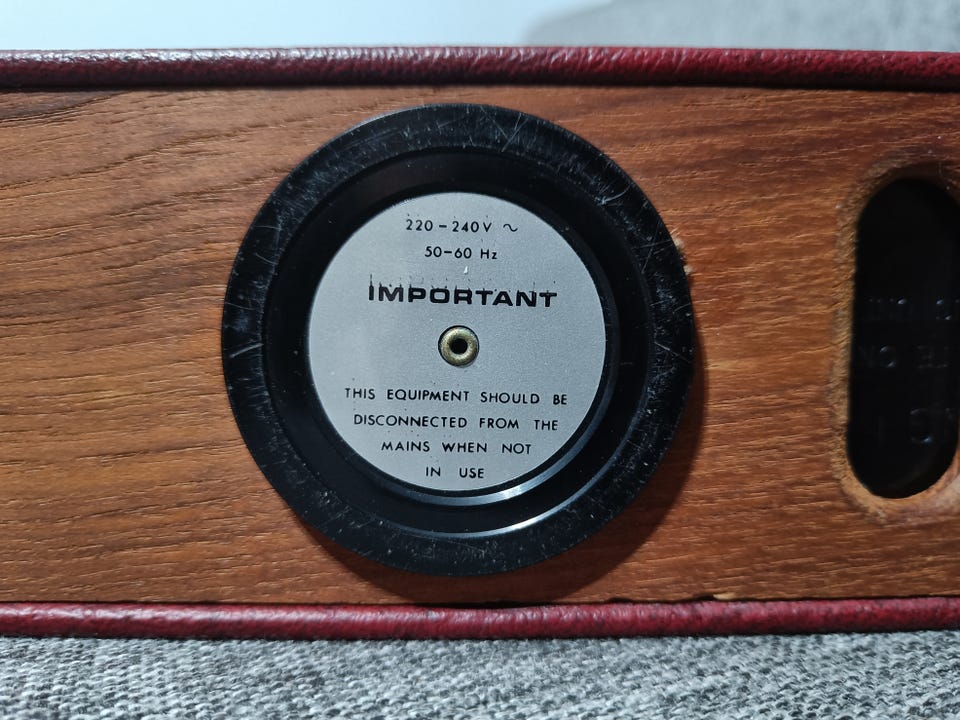 220-240V ~
50-60 Hz
IMPORTANT
THIS EQUIPMENT SHOULD BE
DISCONNECTED FROM THE
MAINS WHEN NOT
IN USE